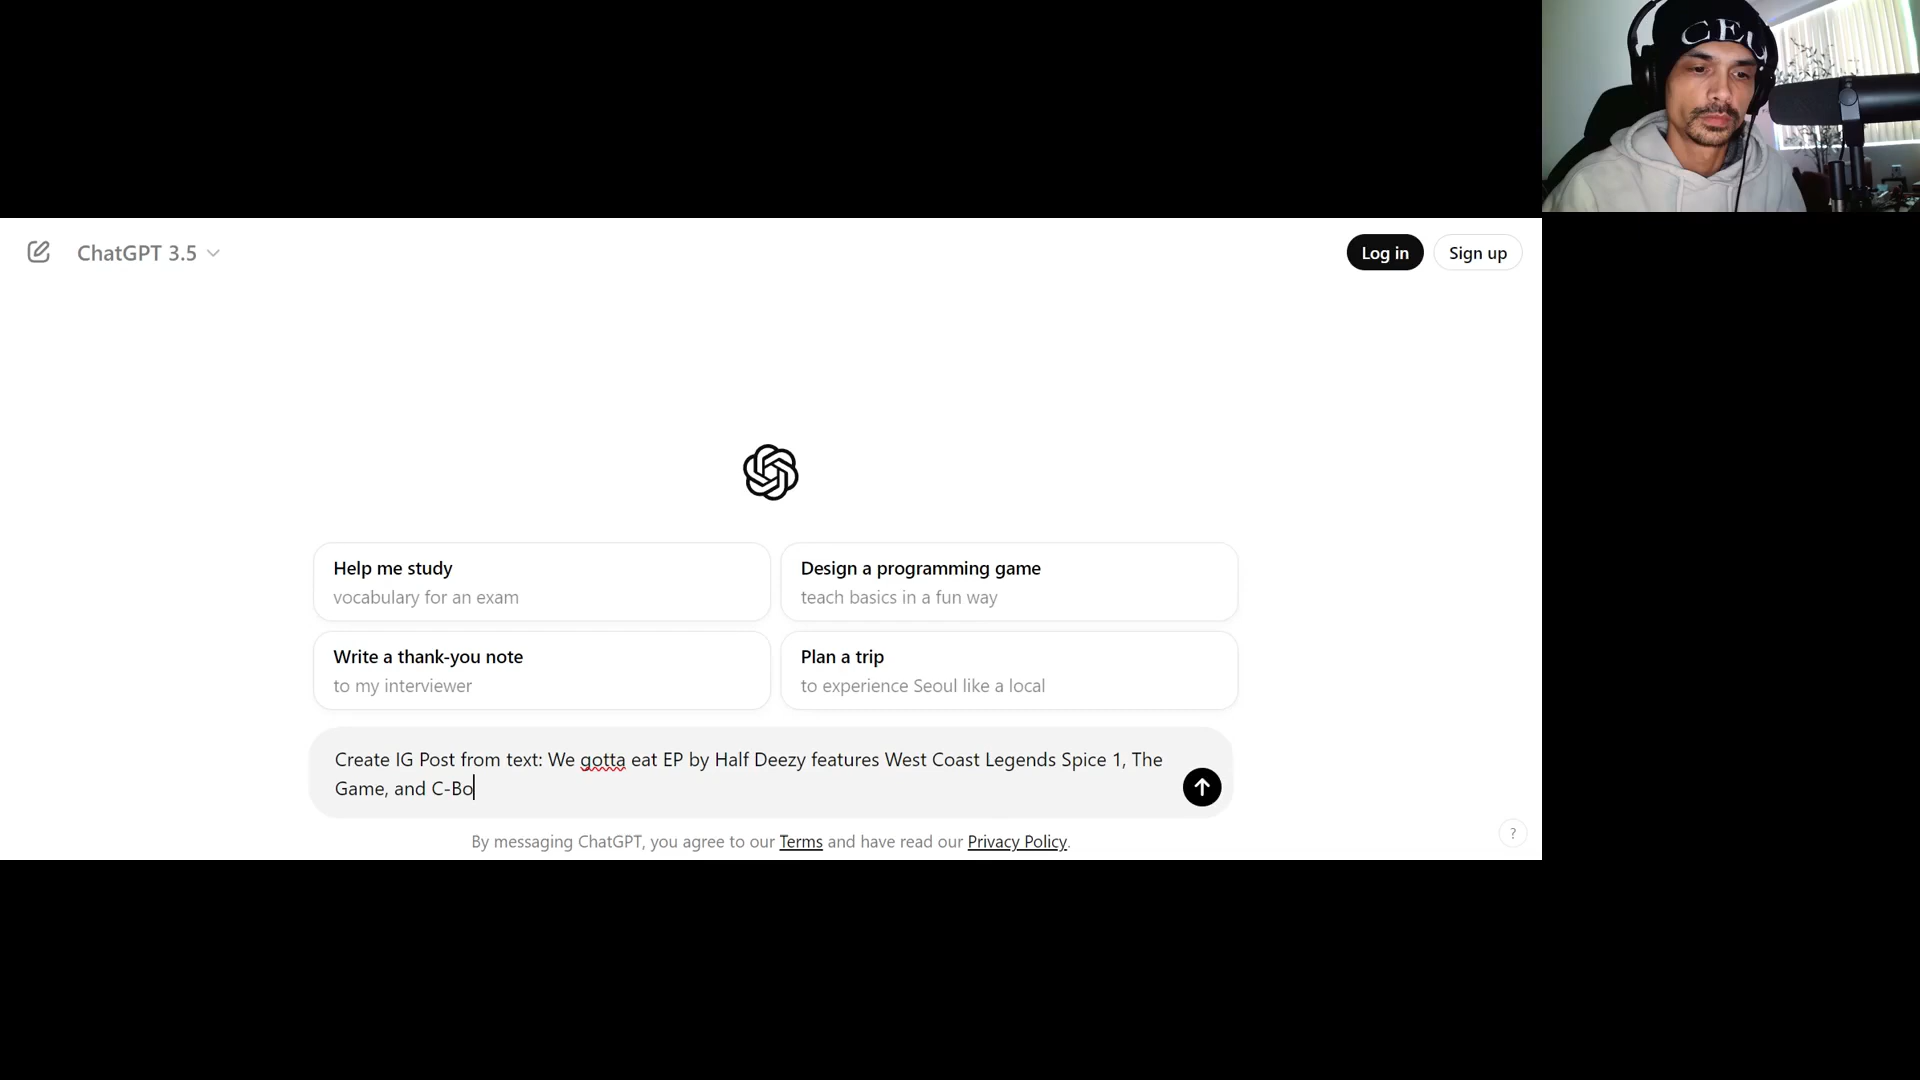 CEO
ChatGPT 3.5
Log in
Sign up
Help me study
vocabulary for an exam
Design a programming game
teach basics in a fun way
Write a thank-you note
to my interviewer
Plan a trip
to experience Seoul like a local
Create IG Post from text: We gotta eat EP by Half Deezy features West Coast Legends Spice 1, The
Game, and C-Bo
By messaging ChatGPT, you agree to our Terms and have read our Privacy Policy.
?